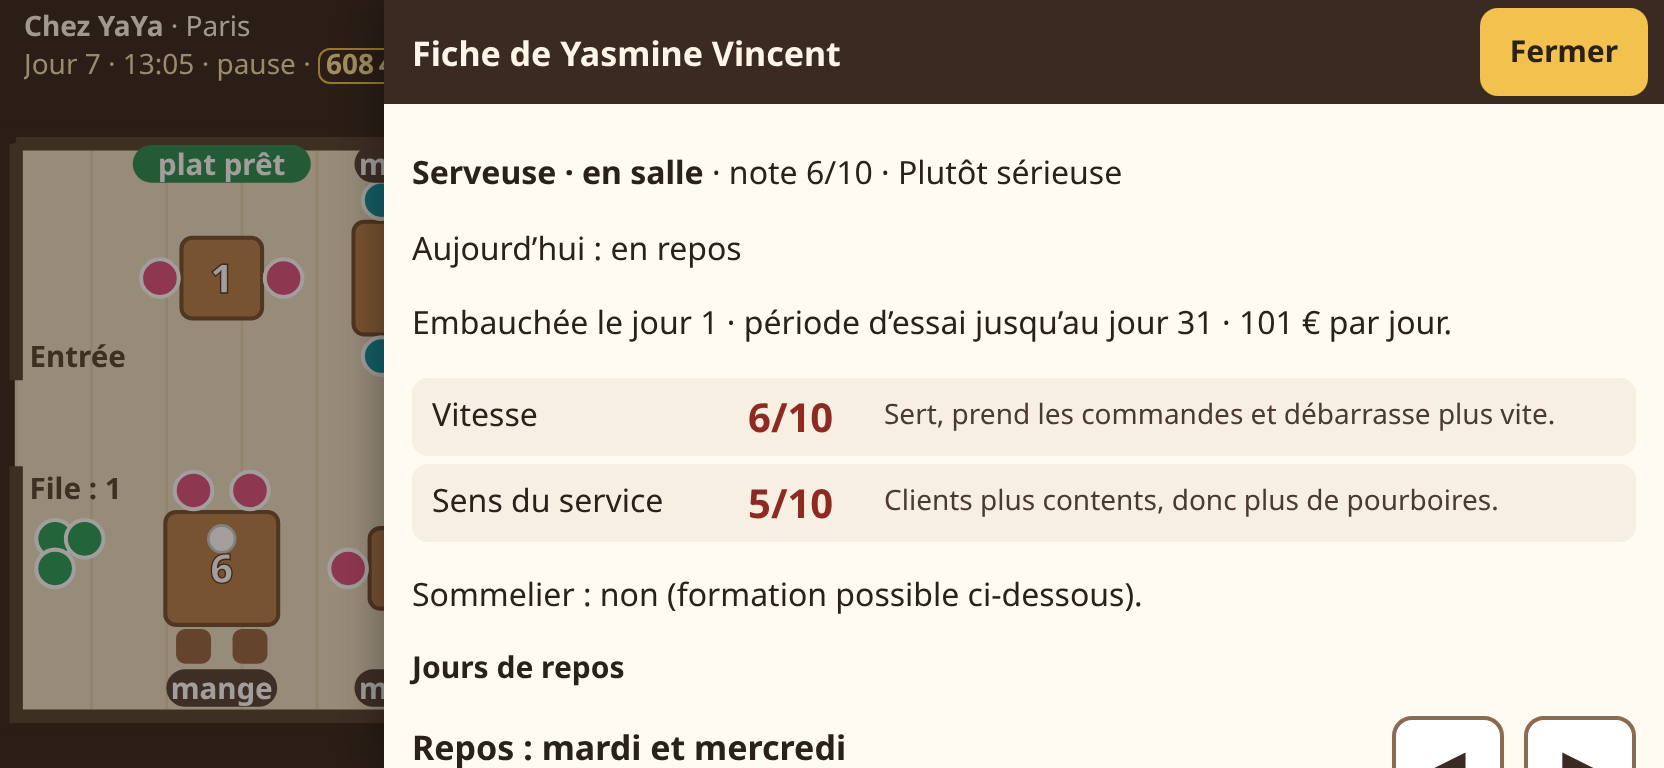 Chez YaYa · Paris
Jour 7 · 13:05 · pause · 608
Fiche de Yasmine Vincent
Fermer
plat prêt
1
Entrée
File : 1
6
mange
Serveuse · en salle · note 6/10 · Plutôt sérieuse
Aujourd’hui : en repos
Embauchée le jour 1 · période d’essai jusqu’au jour 31 · 101 € par jour.
Vitesse 6/10 Sert, prend les commandes et débarrasse plus vite.
Sens du service 5/10 Clients plus contents, donc plus de pourboires.
Sommelier : non (formation possible ci-dessous).
Jours de repos
Repos : mardi et mercredi